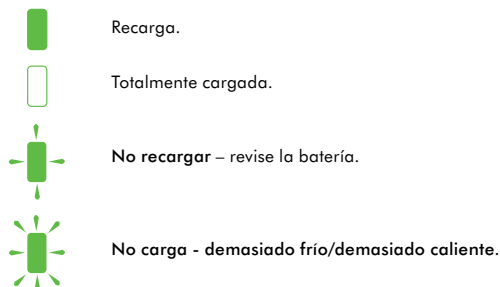 Recarga.
Totalmente cargada.
No recargar – revise la batería.
No carga - demasiado frío/demasiado caliente.